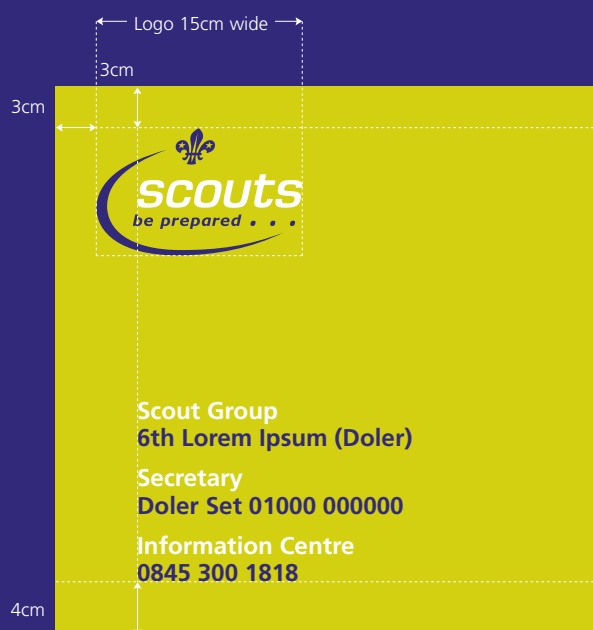 Logo 15cm wide
3cm
3cm
scouts
be prepared . . .
Scout Group
6th Lorem Ipsum (Doler)
Secretary
Doler Set 01000 000000
Information Centre
0845 300 1818
4cm